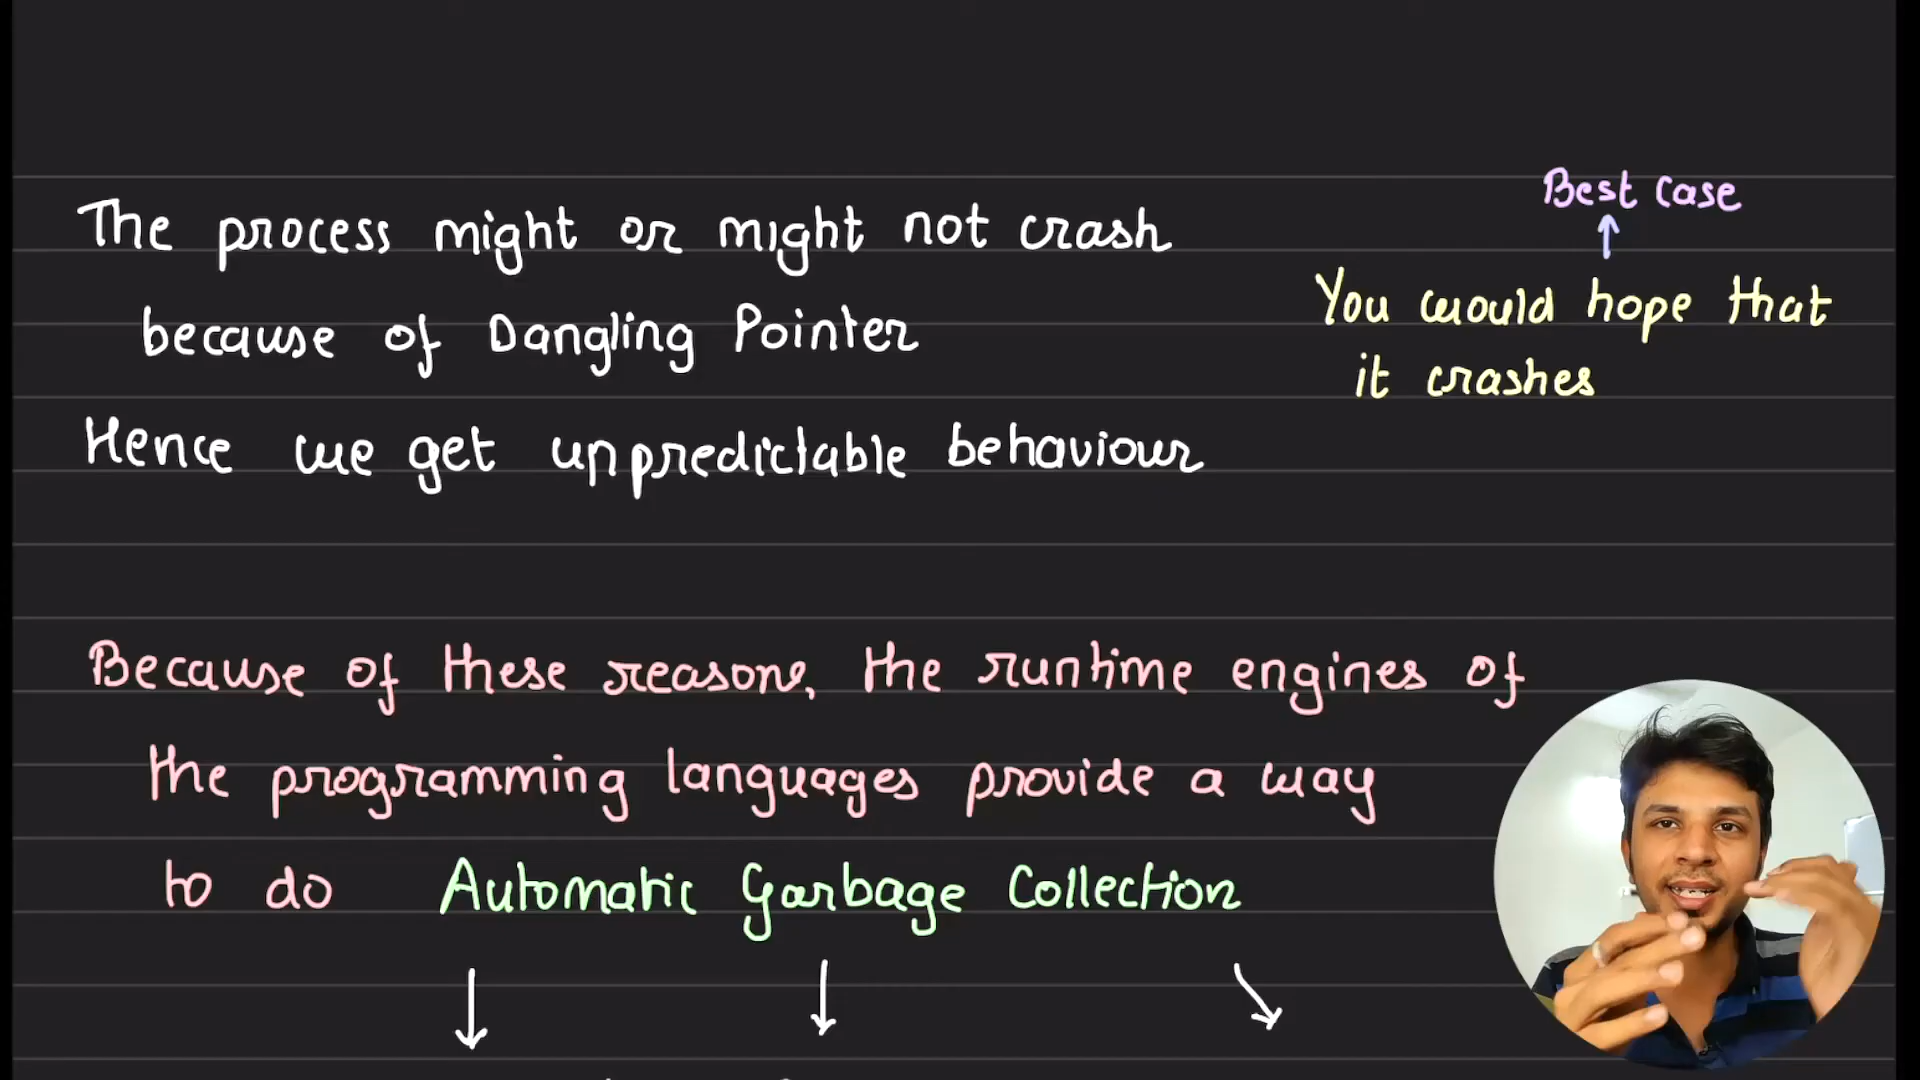 The process might or might not crash
because of Dangling Pointer
Hence we get unpredictable behaviour
Best case
You would hope that
it crashes
Because of these reasons, the runtime engines of
the programming languages provide a way
to do Automatic Garbage Collection